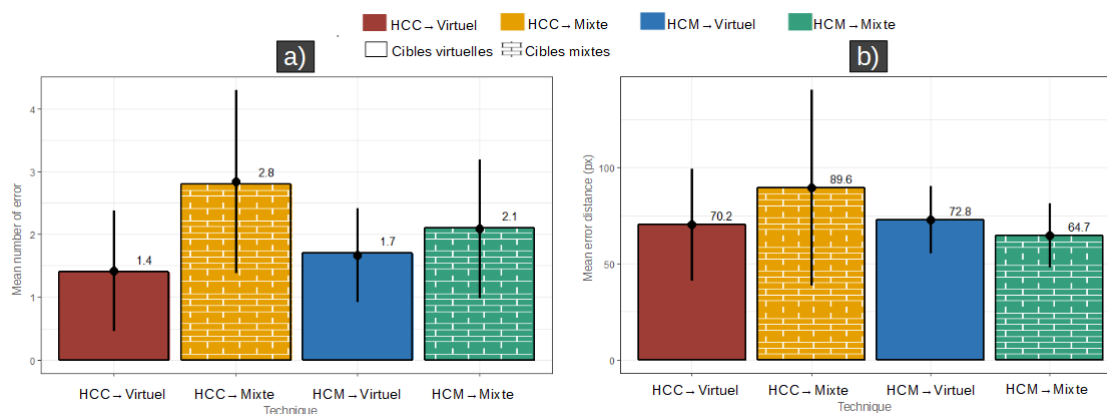 HCC→Virtuel HCC→Mixte HCM→Virtuel HCM→Mixte
Cibles virtuelles Cibles mixtes
a)
Mean number of error
4
3
2
1
0
1.4
2.8
1.7
2.1
HCC→Virtuel HCC→Mixte HCM→Virtuel HCM→Mixte
Technique
b)
Mean error distance (px)
100
50
0
70.2
89.6
72.8
64.7
HCC→Virtuel HCC→Mixte HCM→Virtuel HCM→Mixte
Technique